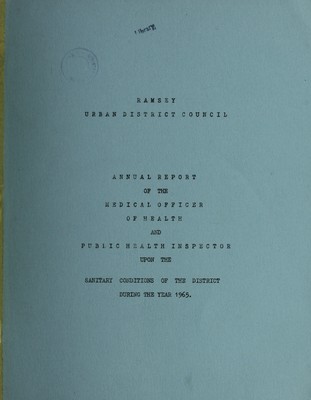 RAMSEY
URBAN DISTRICT COUNCIL
ANNUAL REPORT
OF THE
MEDICAL OFFICER
OF HEALTH
AND
PUBLIC HEALTH INSPECTOR
UPON THE
SANITARY CONDITIONS OF THE DISTRICT
DURING THE YEAR 1965.